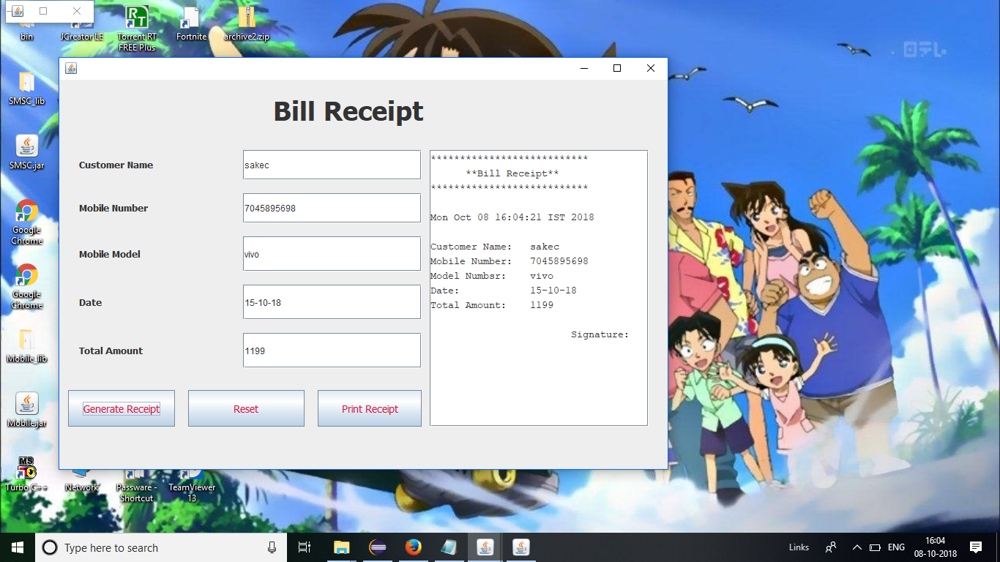 bin
JCreator LE
Torrent RT
FREE Plus
Fortnite
archive2.zip
日テレ
SMSC_lib
SMSC.jar
Google
Chrome
Google
Chrome
Mobile_lib
Mobile.jar
Turbo C++
Network
Passware -
Shortcut
TeamViewer
13
Bill Receipt
Customer Name
sakec
Mobile Number
7045895698
Mobile Model
vivo
Date
15-10-18
Total Amount
1199
Generate Receipt
Reset
Print Receipt
***************************
**Bill Receipt**
***************************
Mon Oct 08 16:04:21 IST 2018
Customer Name: sakec
Mobile Number: 7045895698
Model Numbsr: vivo
Date: 15-10-18
Total Amount: 1199
Signature:
Type here to search
Links
ENG
16:04
08-10-2018